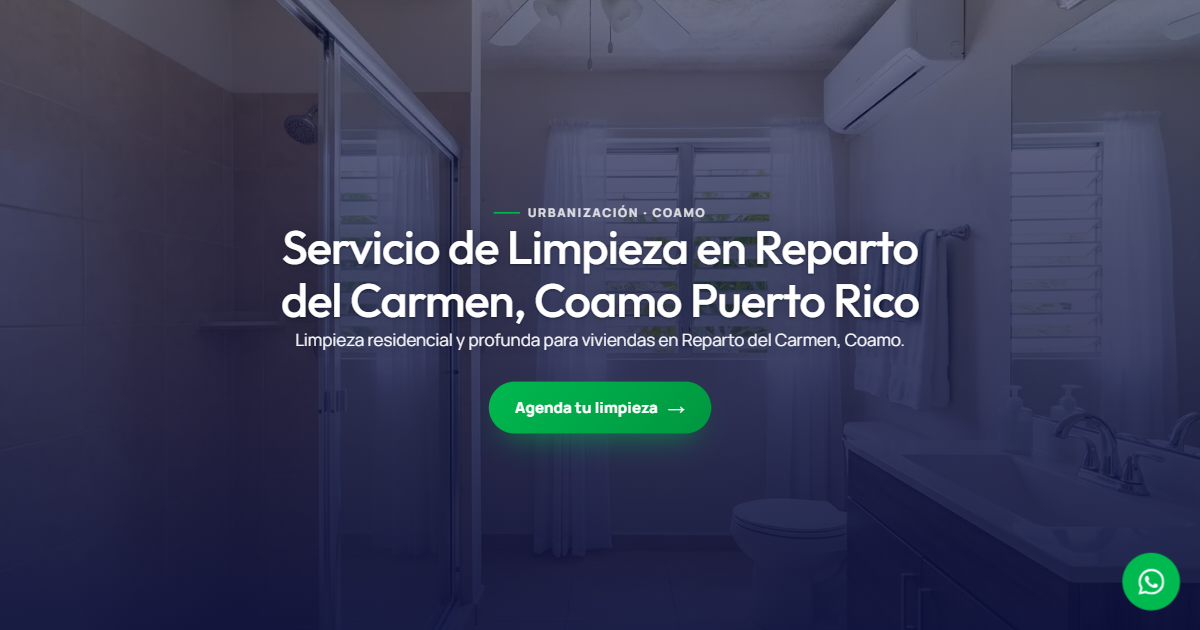 URBANIZACIÓN · COAMO
Servicio de Limpieza en Reparto
del Carmen, Coamo Puerto Rico
Limpieza residencial y profunda para viviendas en Reparto del Carmen, Coamo.
Agenda tu limpieza →